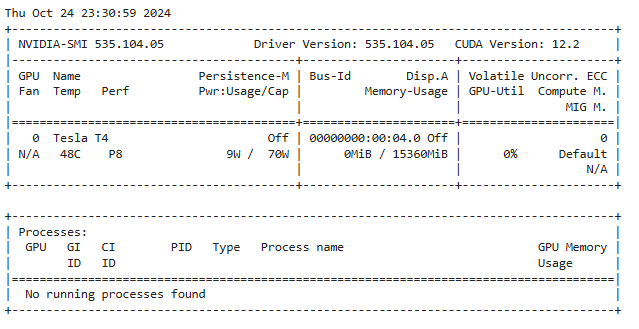 Thu Oct 24 23:30:59 2024
NVIDIA-SMI 535.104.05 Driver Version: 535.104.05 CUDA Version: 12.2
GPU Name Persistence-M | Bus-Id Disp.A | Volatile Uncorr. ECC
Fan Temp Perf Pwr:Usage/Cap | Memory-Usage | GPU-Util Compute M.
MIG M.
0 Tesla T4 Off | 00000000:00:04.0 Off | 0
N/A 48C P8 9W / 70W | 0MiB / 15360MiB | 0% Default
N/A
Processes:
GPU GI CI PID Type Process name GPU Memory
ID ID Usage
No running processes found